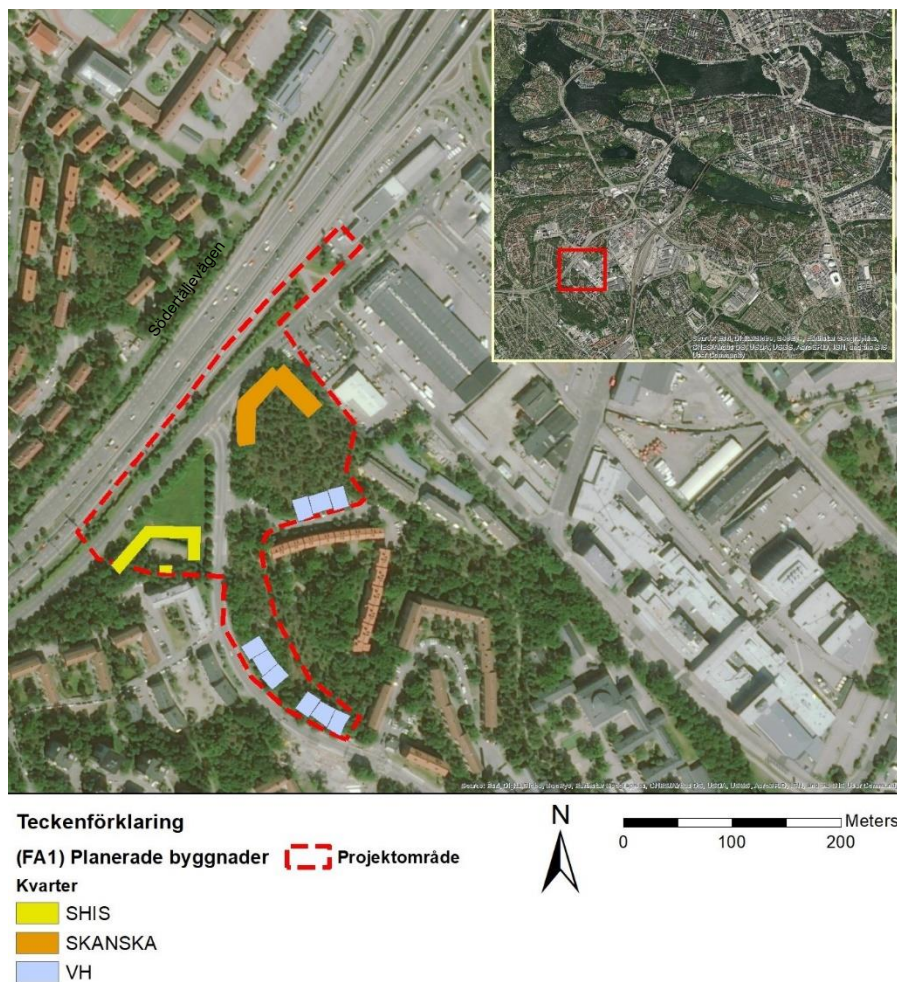 Södertäljevägen
Teckenförklaring
(FA1) Planerade byggnader
Projektområde
Kvarter
SHIS
SKANSKA
VH
N
Meters
0 100 200